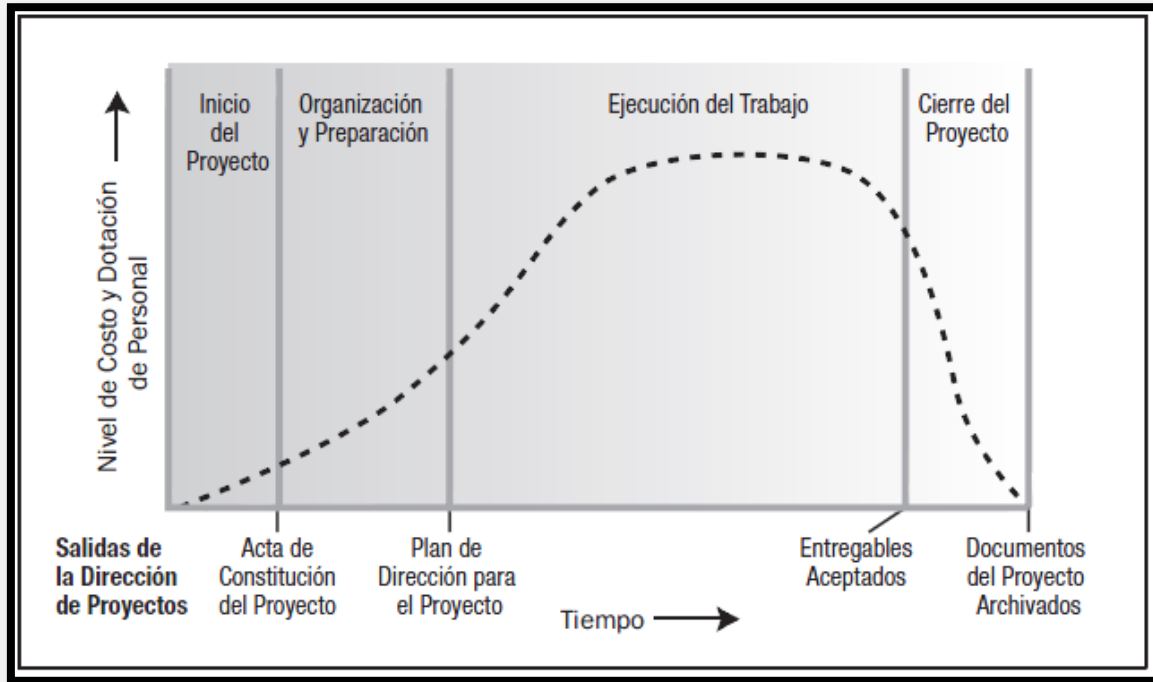 Inicio
del
Proyecto
Organización
y Preparación
Ejecución del Trabajo
Cierre del
Proyecto
Nivel de Costo y Dotación
de Personal
Salidas de
la Dirección
de Proyectos
Acta de
Constitución
del Proyecto
Plan de
Dirección para
el Proyecto
Entregables
Aceptados
Documentos
del Proyecto
Archivados
Tiempo